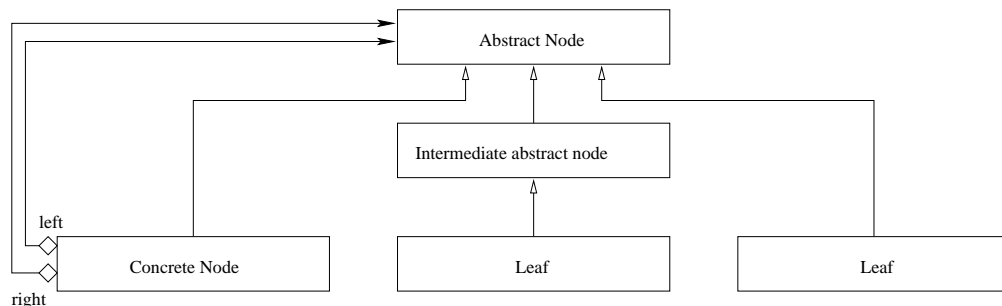 Abstract Node
Intermediate abstract node
left
Concrete Node
Leaf
Leaf
right